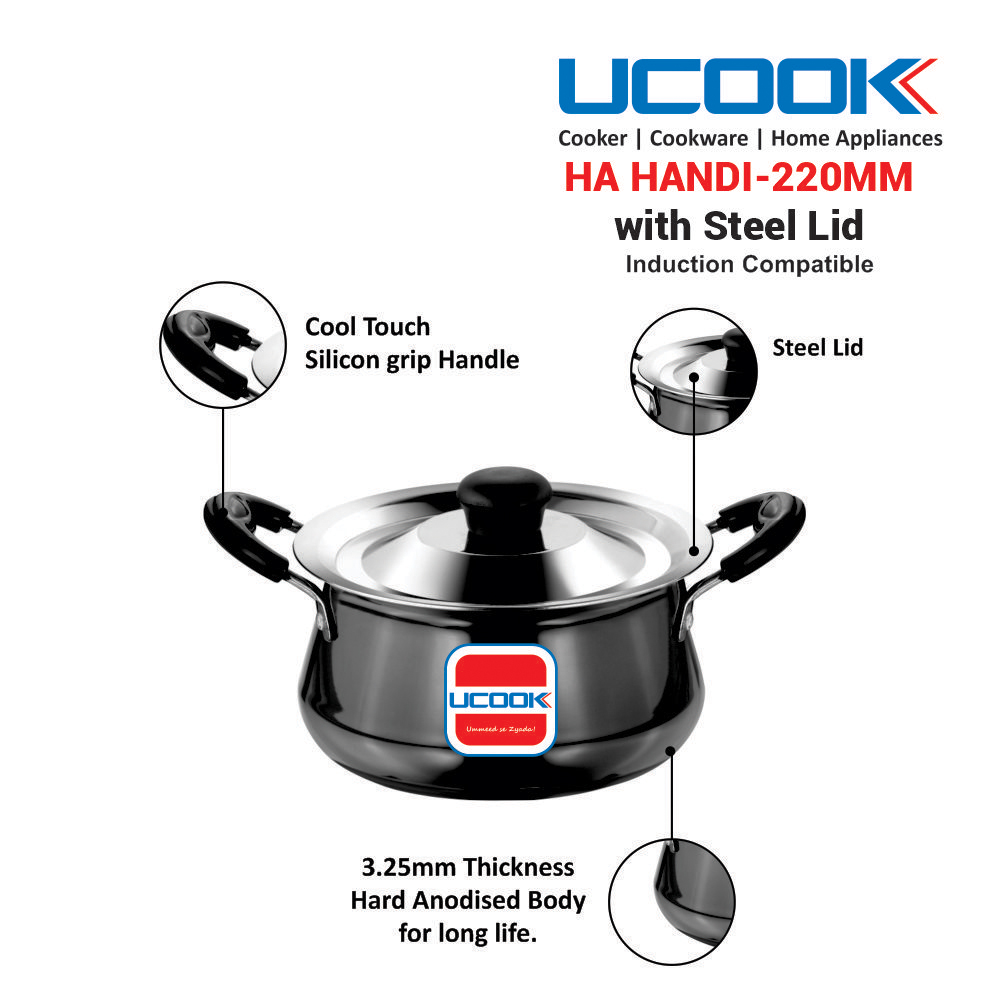 UCOOK
Cooker | Cookware | Home Appliances
HA HANDI-220MM
with Steel Lid
Induction Compatible
Cool Touch
Silicon grip Handle
Steel Lid
UCOOK
Ummeed se Zyada!
3.25mm Thickness
Hard Anodised Body
for long life.